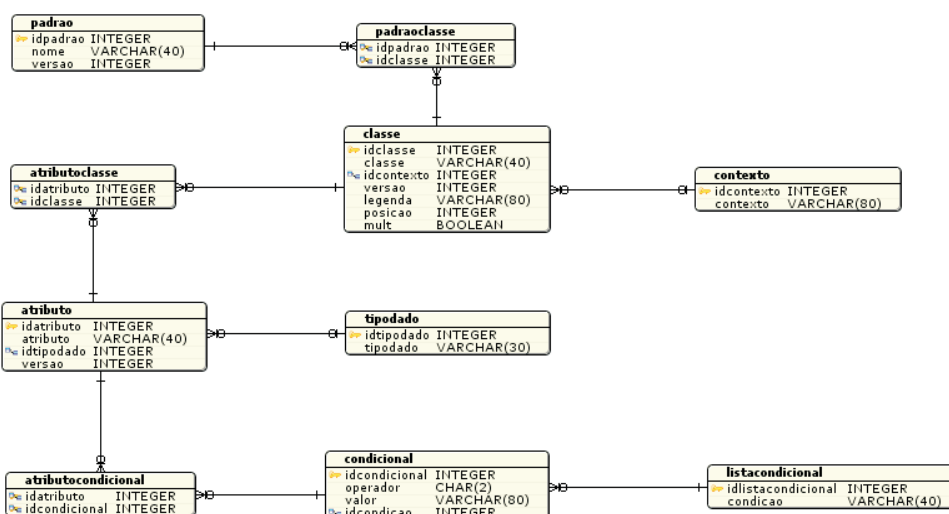 padrao
idpadrao INTEGER
nome VARCHAR(40)
versao INTEGER
padraoclasse
idpadrao INTEGER
idclasse INTEGER
classe
idclasse INTEGER
classe VARCHAR(40)
idcontexto INTEGER
versao INTEGER
legenda VARCHAR(80)
posicao INTEGER
mult BOOLEAN
atributoclasse
idatributo INTEGER
idclasse INTEGER
contexto
idcontexto INTEGER
contexto VARCHAR(80)
atributo
idatributo INTEGER
atributo VARCHAR(40)
idtipodado INTEGER
versao INTEGER
tipodado
idtipodado INTEGER
tipodado VARCHAR(30)
atributocondicional
idatributo INTEGER
idcondicional INTEGER
condicional
idcondicional INTEGER
operador CHAR(2)
valor VARCHAR(80)
idcondicao INTEGER
listacondicional
idlistacondicional INTEGER
condicao VARCHAR(40)